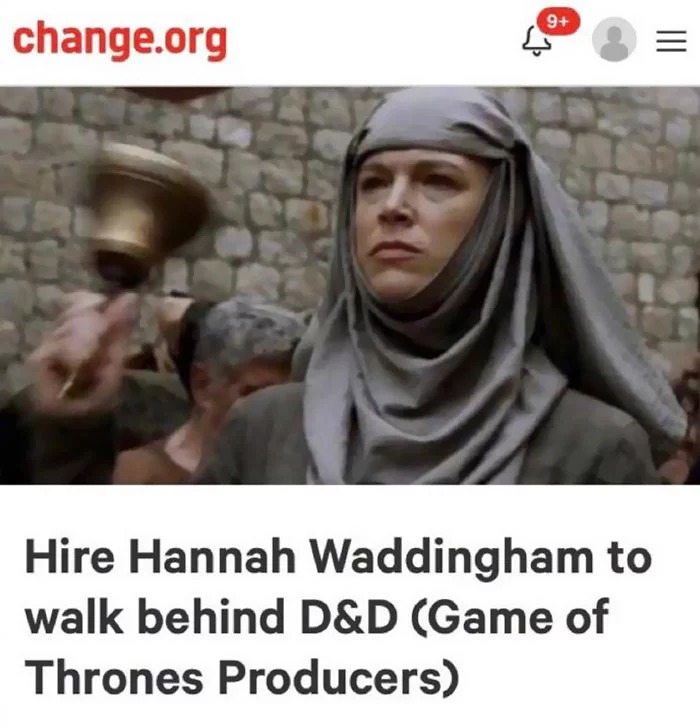 change.org
9+
Hire Hannah Waddingham to
walk behind D&D (Game of
Thrones Producers)